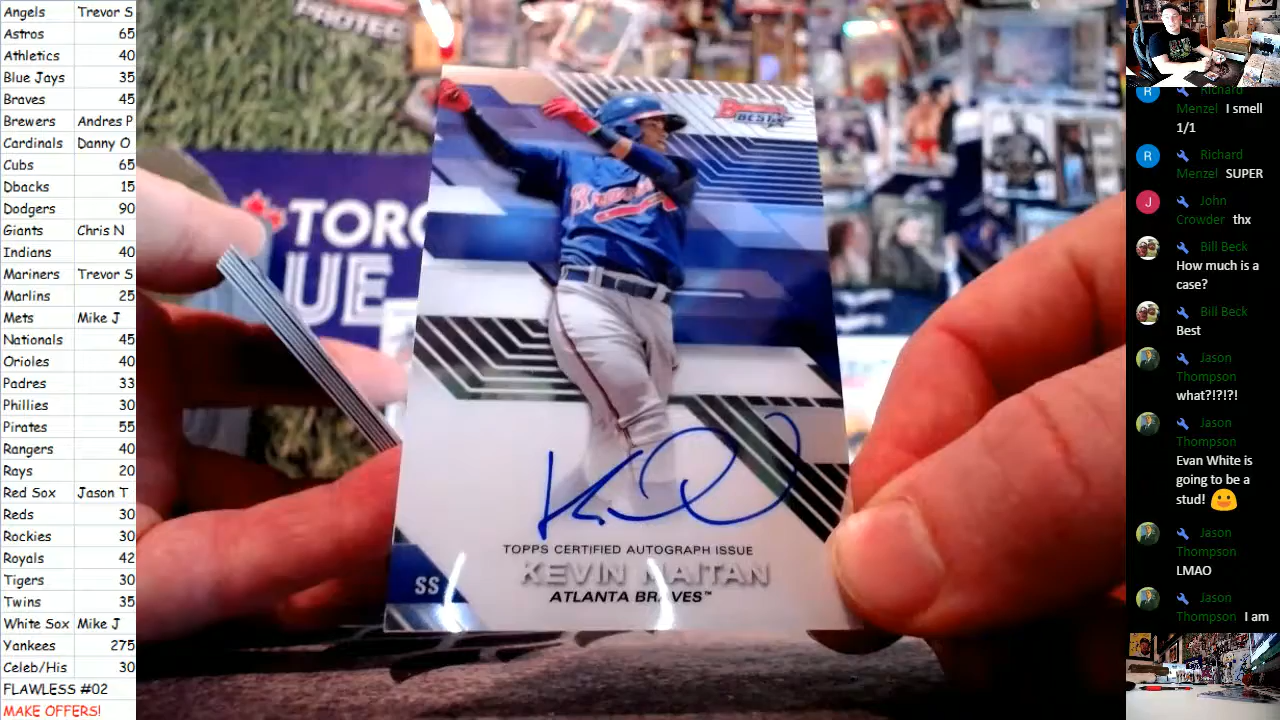 Angels Trevor S
Astros 65
Athletics 40
Blue Jays 35
Braves 45
Brewers Andres P
Cardinals Danny O
Cubs 65
Dbacks 15
Dodgers 90
Giants Chris N
Indians 40
Mariners Trevor S
Marlins 25
Mets Mike J
Nationals 45
Orioles 40
Padres 33
Phillies 30
Pirates 55
Rangers 40
Rays 20
Red Sox Jason T
Reds 30
Rockies 30
Royals 42
Tigers 30
Twins 35
White Sox Mike J
Yankees 275
Celeb/His 30
FLAWLESS #02
MAKE OFFERS!
PROTEC
TORO
UE
BEST
Braves
TOPPS CERTIFIED AUTOGRAPH ISSUE
KEVIN MAITAN
SS
ATLANTA BRAVES™
R Richard
Menzel I smell
1/1
R Richard
Menzel SUPER
J John
Crowder thx
Bill Beck
How much is a
case?
Bill Beck
Best
Jason
Thompson
what?!?!?!
Jason
Thompson
Evan White is
going to be a
stud!
Jason
Thompson
LMAO
Jason
Thompson I am